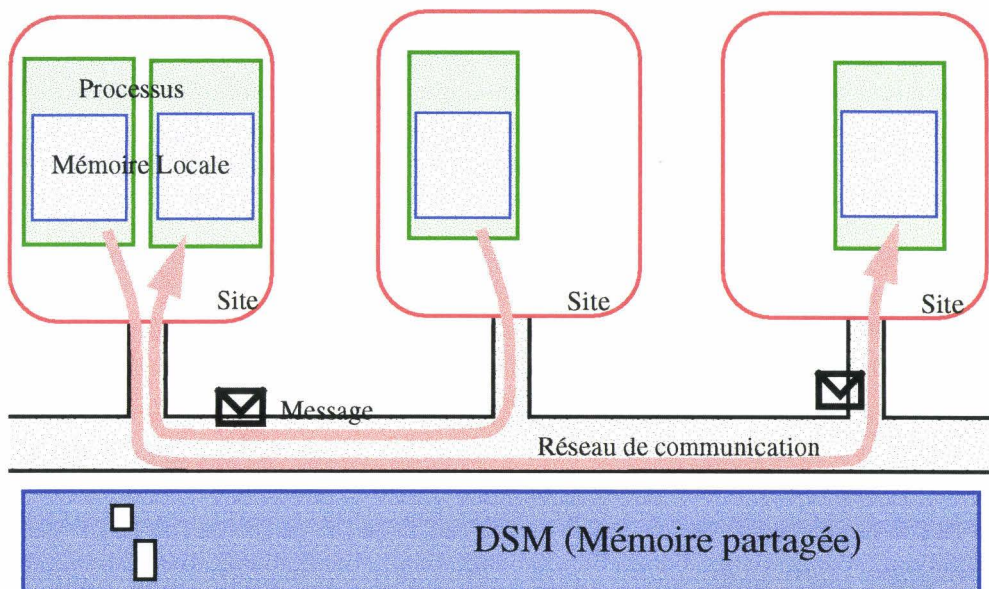 Processus
Mémoire Locale
Site
Site
Site
Message
Réseau de communication
DSM (Mémoire partagée)